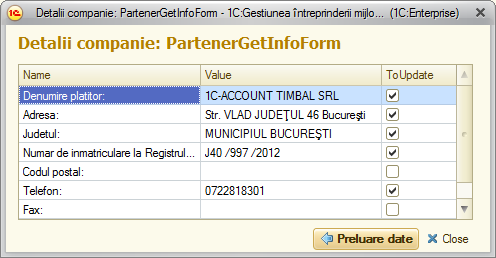 Detalii companie: PartenerGetInfoForm - 1C:Gestiunea întreprinderii mijlo... (1C:Enterprise)
Detalii companie: PartenerGetInfoForm
Name Value ToUpdate
Denumire platitor: 1C-ACCOUNT TIMBAL SRL
Adresa: Str. VLAD JUDEŢUL 46 Bucureşti
Judetul: MUNICIPIUL BUCUREŞTI
Numar de inmatriculare la Registrul... J40 /997 /2012
Codul postal:
Telefon: 0722818301
Fax:
Preluare date Close